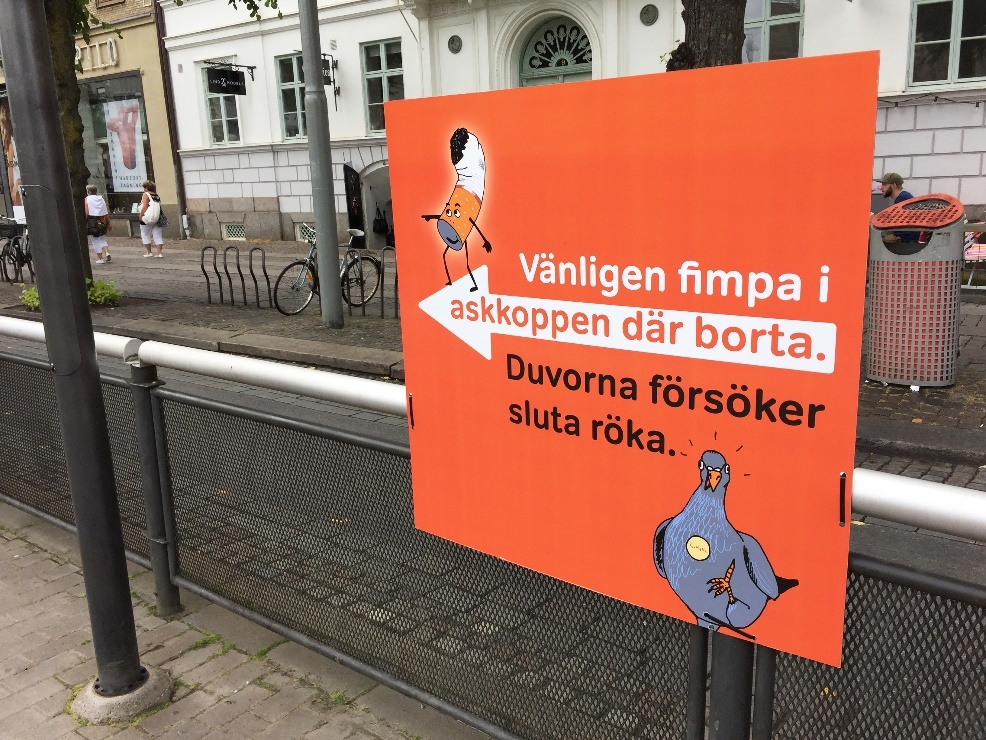 Vänligen fimpa i
askkoppen där borta.
Duvorna försöker
sluta röka.